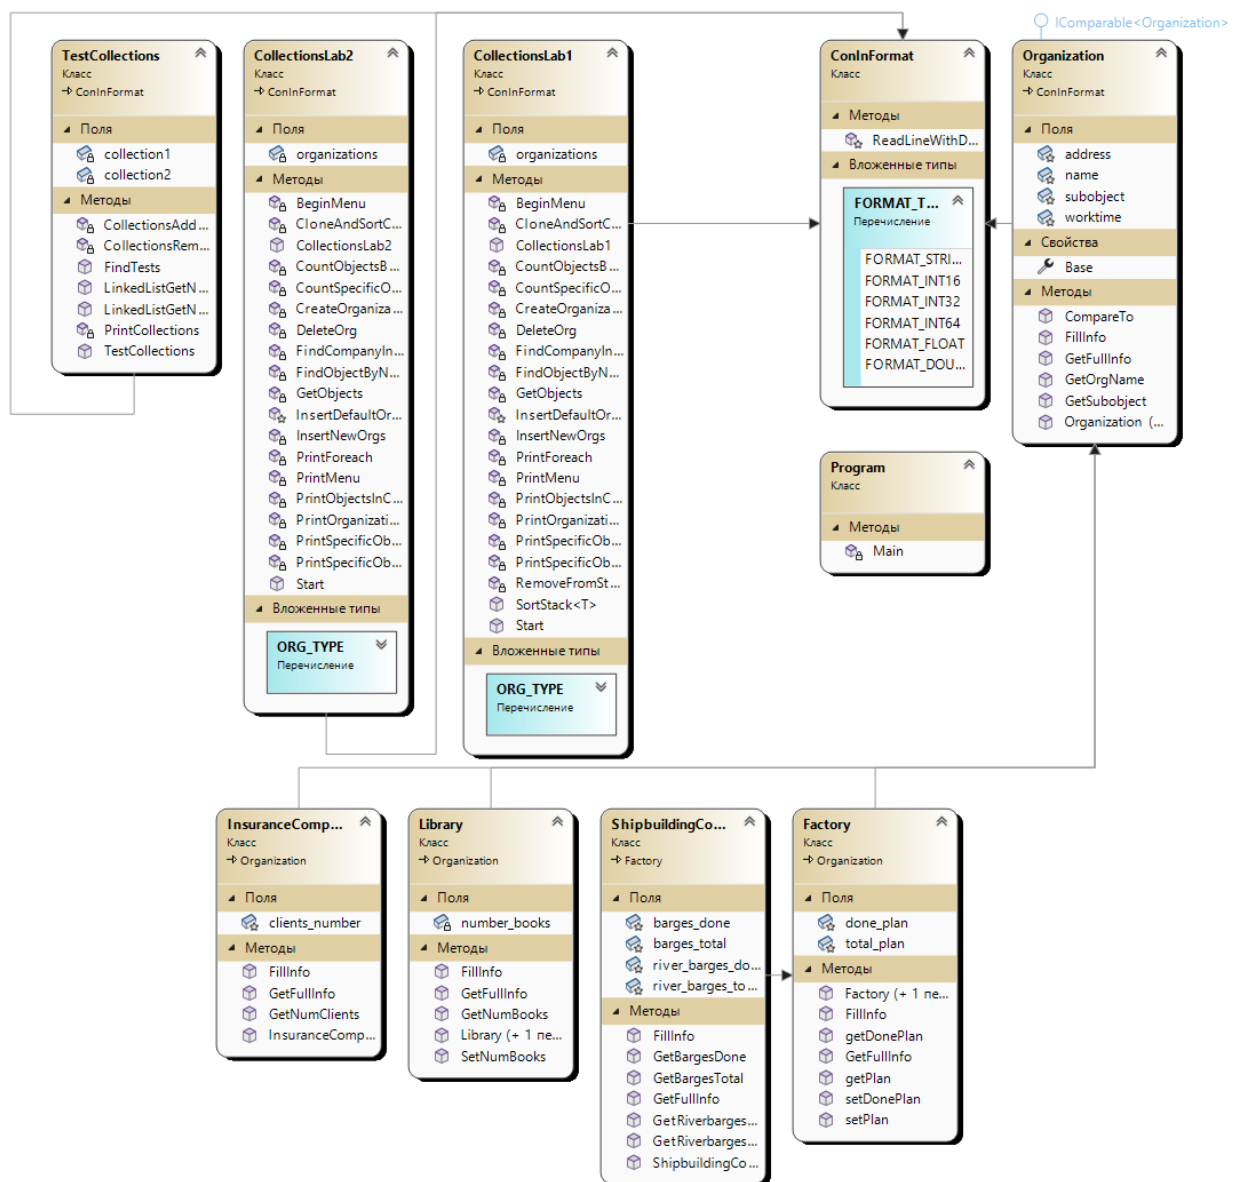 IComparable<Organization>
TestCollections
Класс
ConInFormat
Поля
collection1
collection2
Методы
CollectionsAdd...
CollectionsRem...
FindTests
LinkedListGetN...
LinkedListGetN...
PrintCollections
TestCollections
CollectionsLab2
Класс
ConInFormat
Поля
organizations
Методы
BeginMenu
CloneAndSortC...
CollectionsLab2
CountObjectsB...
CountSpecificO...
CreateOrganiza...
DeleteOrg
FindCompanyIn...
FindObjectByN...
GetObjects
InsertDefaultOr...
InsertNewOrgs
PrintForeach
PrintMenu
PrintObjectsInC...
PrintOrganizati...
PrintSpecificOb...
PrintSpecificOb...
Start
Вложенные типы
ORG_TYPE
Перечисление
CollectionsLab1
Класс
ConInFormat
Поля
organizations
Методы
BeginMenu
CloneAndSortC...
CollectionsLab1
CountObjectsB...
CountSpecificO...
CreateOrganiza...
DeleteOrg
FindCompanyIn...
FindObjectByN...
GetObjects
InsertDefaultOr...
InsertNewOrgs
PrintForeach
PrintMenu
PrintObjectsInC...
PrintOrganizati...
PrintSpecificOb...
PrintSpecificOb...
RemoveFromSt...
SortStack<T>
Start
Вложенные типы
ORG_TYPE
Перечисление
ConInFormat
Класс
Методы
ReadLineWithD...
Вложенные типы
FORMAT_T...
Перечисление
FORMAT_STRI...
FORMAT_INT16
FORMAT_INT32
FORMAT_INT64
FORMAT_FLOAT
FORMAT_DOU...
Organization
Класс
ConInFormat
Поля
address
name
subobject
worktime
Свойства
Base
Методы
CompareTo
FillInfo
GetFullInfo
GetOrgName
GetSubobject
Organization (...
Program
Класс
Методы
Main
InsuranceComp...
Класс
Organization
Поля
clients_number
Методы
FillInfo
GetFullInfo
GetNumClients
InsuranceComp...
Library
Класс
Organization
Поля
number_books
Методы
FillInfo
GetFullInfo
GetNumBooks
Library (+ 1 пе...
SetNumBooks
ShipbuildingCo...
Класс
Factory
Поля
barges_done
barges_total
river_barges_do...
river_barges_to...
Методы
FillInfo
GetBargesDone
GetBargesTotal
GetFullInfo
GetRiverbarges...
GetRiverbarges...
ShipbuildingCo...
Factory
Класс
Organization
Поля
done_plan
total_plan
Методы
Factory (+ 1 пе...
FillInfo
getDonePlan
GetFullInfo
getPlan
setDonePlan
setPlan